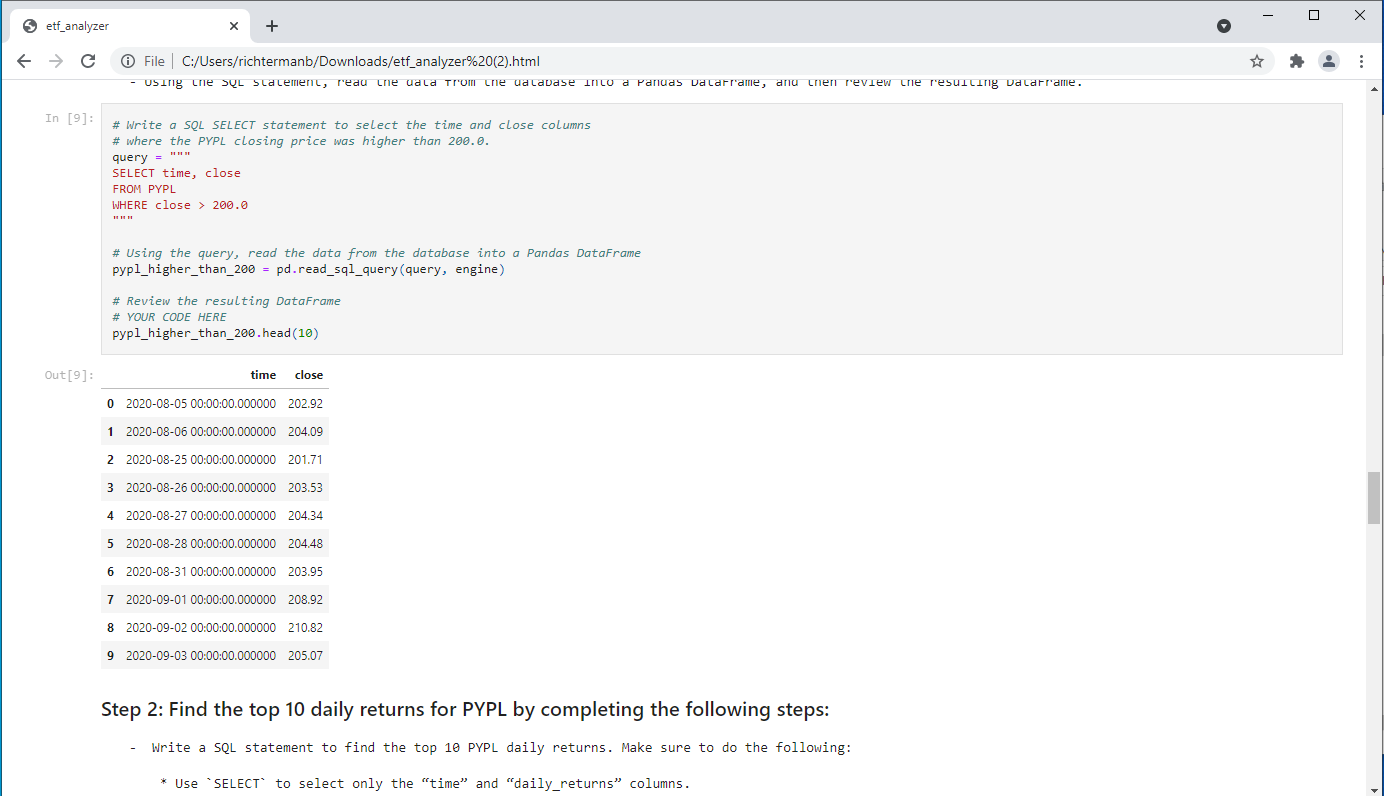 etf_analyzer
File C:/Users/richtermanb/Downloads/etf_analyzer%20(2).html
- Using the SQL statement, read the data from the database into a Pandas DataFrame, and then review the resulting DataFrame.
In [9]:
# Write a SQL SELECT statement to select the time and close columns
# where the PYPL closing price was higher than 200.0.
query = """
SELECT time, close
FROM PYPL
WHERE close > 200.0
"""
# Using the query, read the data from the database into a Pandas DataFrame
pypl_higher_than_200 = pd.read_sql_query(query, engine)
# Review the resulting DataFrame
# YOUR CODE HERE
pypl_higher_than_200.head(10)
Out[9]:
time close
0 2020-08-05 00:00:00.000000 202.92
1 2020-08-06 00:00:00.000000 204.09
2 2020-08-25 00:00:00.000000 201.71
3 2020-08-26 00:00:00.000000 203.53
4 2020-08-27 00:00:00.000000 204.34
5 2020-08-28 00:00:00.000000 204.48
6 2020-08-31 00:00:00.000000 203.95
7 2020-09-01 00:00:00.000000 208.92
8 2020-09-02 00:00:00.000000 210.82
9 2020-09-03 00:00:00.000000 205.07
Step 2: Find the top 10 daily returns for PYPL by completing the following steps:
- Write a SQL statement to find the top 10 PYPL daily returns. Make sure to do the following:
* Use `SELECT` to select only the “time” and “daily_returns” columns.